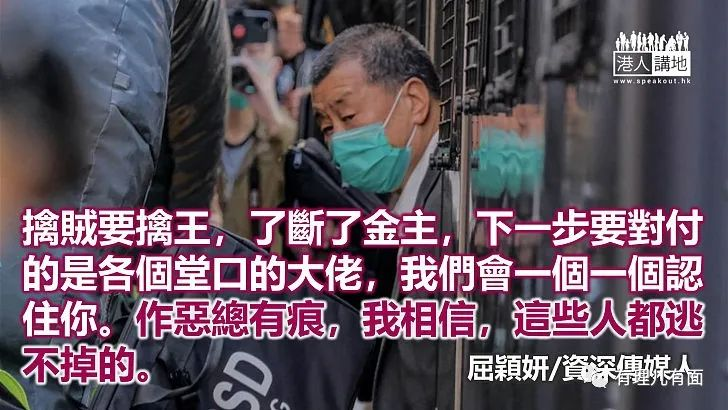 港人講地
www.speakout.hk
擒賊要擒王，了斷了金主，下一步要對付
的是各個堂口的大佬，我們會一個一個認
住你。作惡總有痕，我相信，這些人都逃
不掉的。
屈穎妍/資深傳媒人
有理凡有面
SD